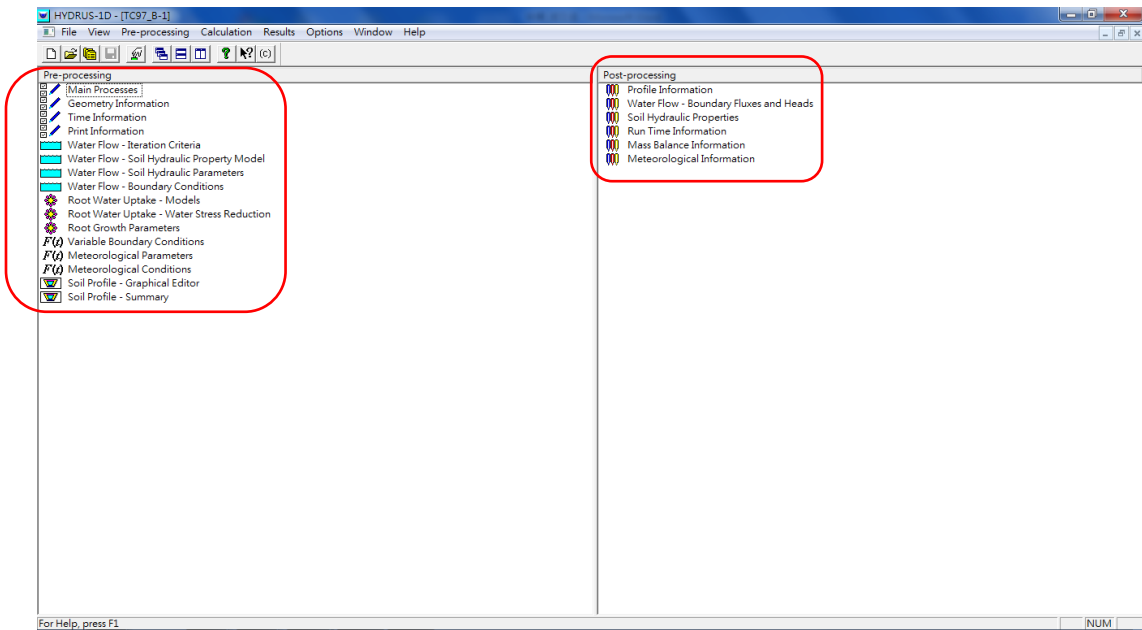 HYDRUS-1D - [TC97_B-1]
File View Pre-processing Calculation Results Options Window Help
Pre-processing
Main Processes
Geometry Information
Time Information
Print Information
Water Flow - Iteration Criteria
Water Flow - Soil Hydraulic Property Model
Water Flow - Soil Hydraulic Parameters
Water Flow - Boundary Conditions
Root Water Uptake - Models
Root Water Uptake - Water Stress Reduction
Root Growth Parameters
F(t) Variable Boundary Conditions
F(t) Meteorological Parameters
F(t) Meteorological Conditions
Soil Profile - Graphical Editor
Soil Profile - Summary
Post-processing
Profile Information
Water Flow - Boundary Fluxes and Heads
Soil Hydraulic Properties
Run Time Information
Mass Balance Information
Meteorological Information
For Help, press F1
NUM